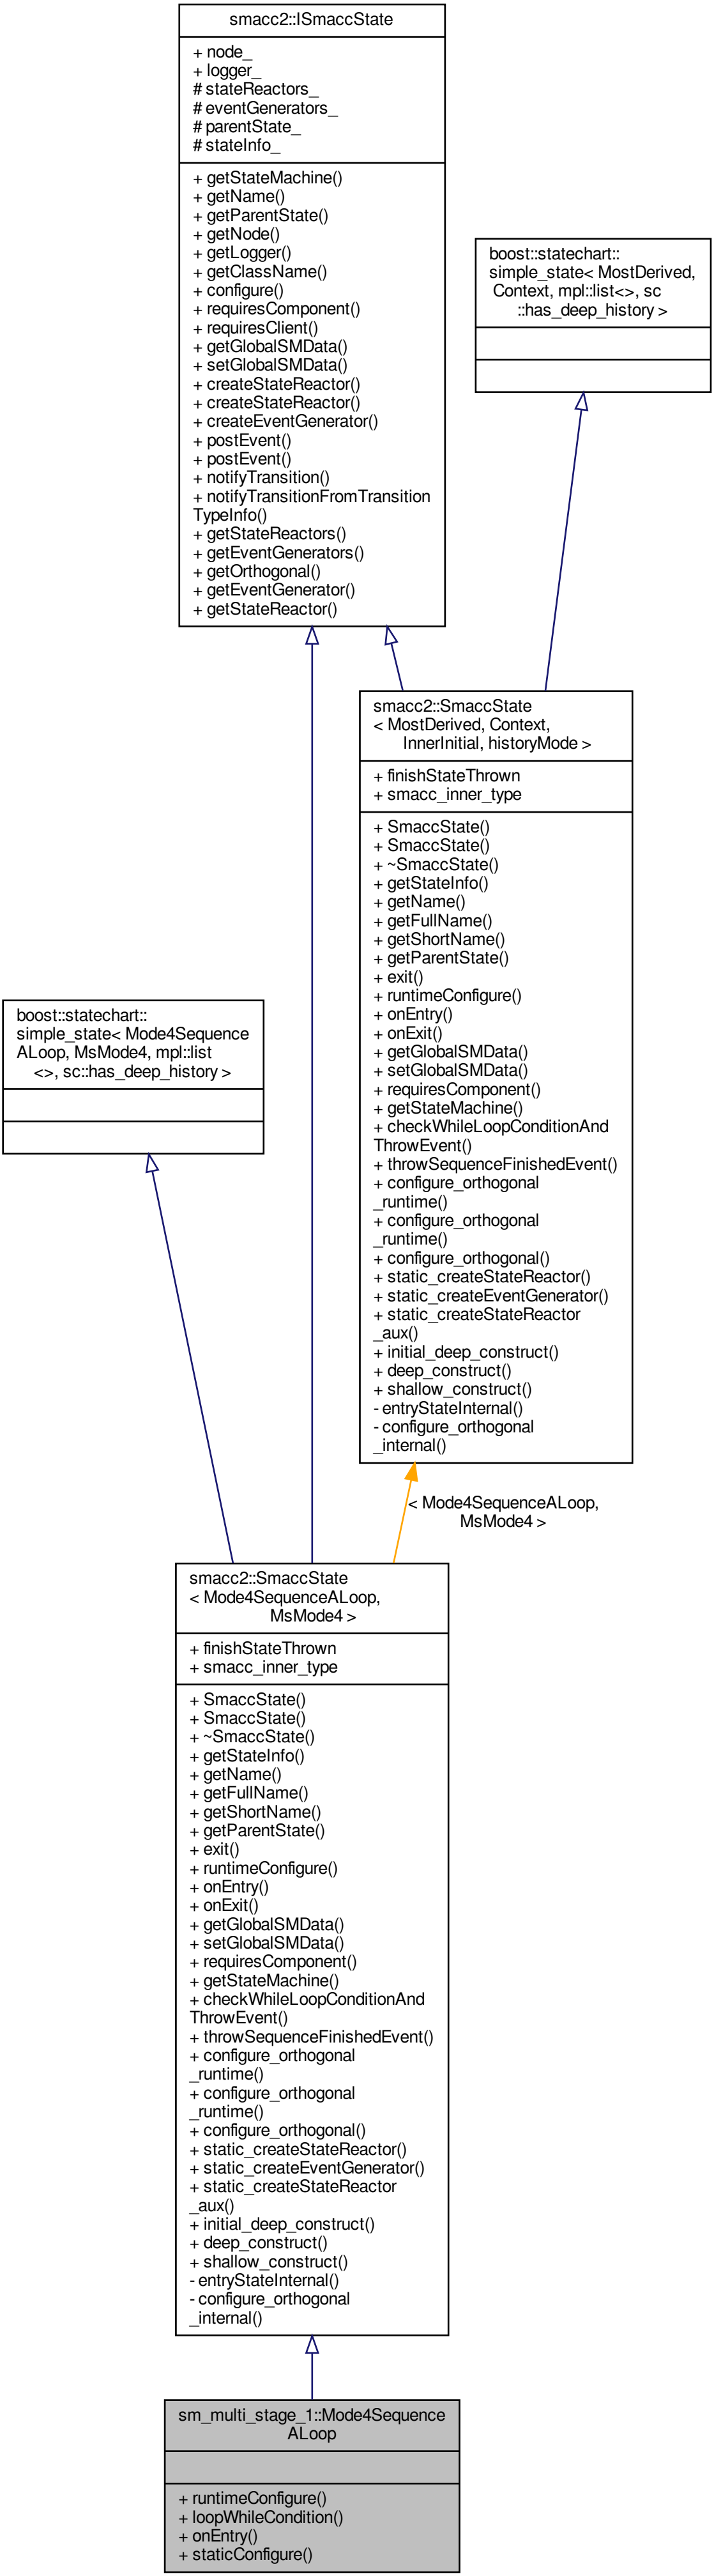 smacc2::ISmaccState
+ node_
+ logger_
# stateReactors_
# eventGenerators_
# parentState_
# stateInfo_
+ getStateMachine()
+ getName()
+ getParentState()
+ getNode()
+ getLogger()
+ getClassName()
+ configure()
+ requiresComponent()
+ requiresClient()
+ getGlobalSMData()
+ setGlobalSMData()
+ createStateReactor()
+ createStateReactor()
+ createEventGenerator()
+ postEvent()
+ postEvent()
+ notifyTransition()
+ notifyTransitionFromTransition
TypeInfo()
+ getStateReactors()
+ getEventGenerators()
+ getOrthogonal()
+ getEventGenerator()
+ getStateReactor()
boost::statechart::
simple_state< MostDerived,
Context, mpl::list<>, sc
::has_deep_history >
smacc2::SmaccState
< MostDerived, Context,
InnerInitial, historyMode >
+ finishStateThrown
+ smacc_inner_type
+ SmaccState()
+ SmaccState()
+ ~SmaccState()
+ getStateInfo()
+ getName()
+ getFullName()
+ getShortName()
+ getParentState()
+ exit()
+ runtimeConfigure()
+ onEntry()
+ onExit()
+ getGlobalSMData()
+ setGlobalSMData()
+ requiresComponent()
+ getStateMachine()
+ checkWhileLoopConditionAnd
ThrowEvent()
+ throwSequenceFinishedEvent()
+ configure_orthogonal
_runtime()
+ configure_orthogonal
_runtime()
+ configure_orthogonal()
+ static_createStateReactor()
+ static_createEventGenerator()
+ static_createStateReactor
_aux()
+ initial_deep_construct()
+ deep_construct()
+ shallow_construct()
- entryStateInternal()
- configure_orthogonal
_internal()
boost::statechart::
simple_state< Mode4Sequence
ALoop, MsMode4, mpl::list
<>, sc::has_deep_history >
< Mode4SequenceALoop,
MsMode4 >
smacc2::SmaccState
< Mode4SequenceALoop,
MsMode4 >
+ finishStateThrown
+ smacc_inner_type
+ SmaccState()
+ SmaccState()
+ ~SmaccState()
+ getStateInfo()
+ getName()
+ getFullName()
+ getShortName()
+ getParentState()
+ exit()
+ runtimeConfigure()
+ onEntry()
+ onExit()
+ getGlobalSMData()
+ setGlobalSMData()
+ requiresComponent()
+ getStateMachine()
+ checkWhileLoopConditionAnd
ThrowEvent()
+ throwSequenceFinishedEvent()
+ configure_orthogonal
_runtime()
+ configure_orthogonal
_runtime()
+ configure_orthogonal()
+ static_createStateReactor()
+ static_createEventGenerator()
+ static_createStateReactor
_aux()
+ initial_deep_construct()
+ deep_construct()
+ shallow_construct()
- entryStateInternal()
- configure_orthogonal
_internal()
sm_multi_stage_1::Mode4Sequence
ALoop
+ runtimeConfigure()
+ loopWhileCondition()
+ onEntry()
+ staticConfigure()